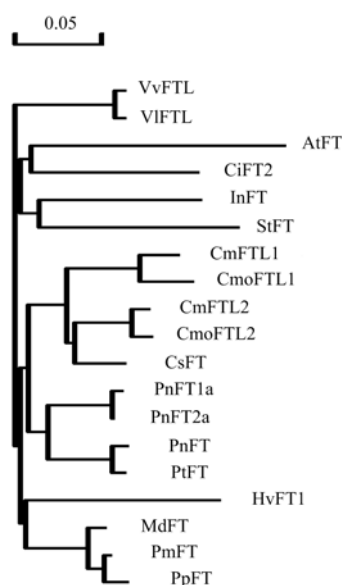 0.05
VvFTL
VlFTL
AtFT
CiFT2
InFT
StFT
CmFTL1
CmoFTL1
CmFTL2
CmoFTL2
CsFT
PnFT1a
PnFT2a
PnFT
PtFT
HvFT1
MdFT
PmFT
PpFT